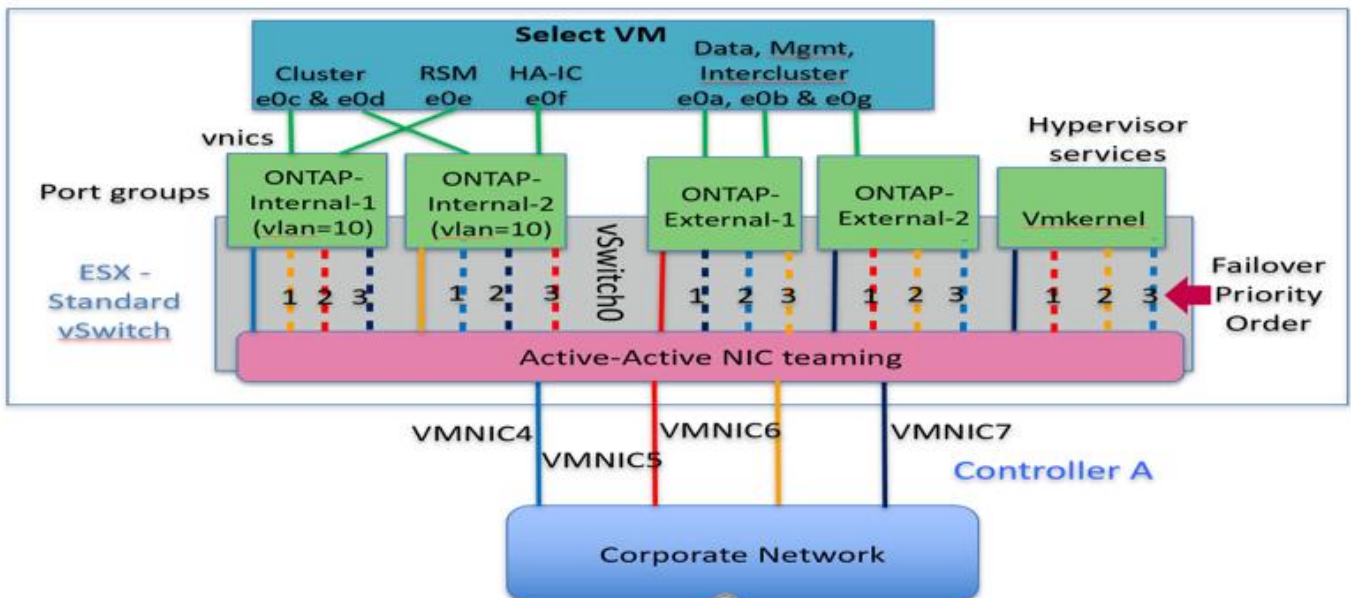 Select VM
Cluster
e0c & e0d
RSM
e0e
HA-IC
e0f
Data, Mgmt,
Intercluster
e0a, e0b & e0g
vnics
Hypervisor
services
Port groups
ONTAP-
Internal-1
(vlan=10)
ONTAP-
Internal-2
(vlan=10)
vSwitch0
ONTAP-
External-1
ONTAP-
External-2
Vmkernel
ESX -
Standard
vSwitch
1 2 3
1 2 3
1 2 3
1 2 3
1 2 3
Failover
Priority
Order
Active-Active NIC teaming
VMNIC4
VMNIC5
VMNIC6
VMNIC7
Controller A
Corporate Network